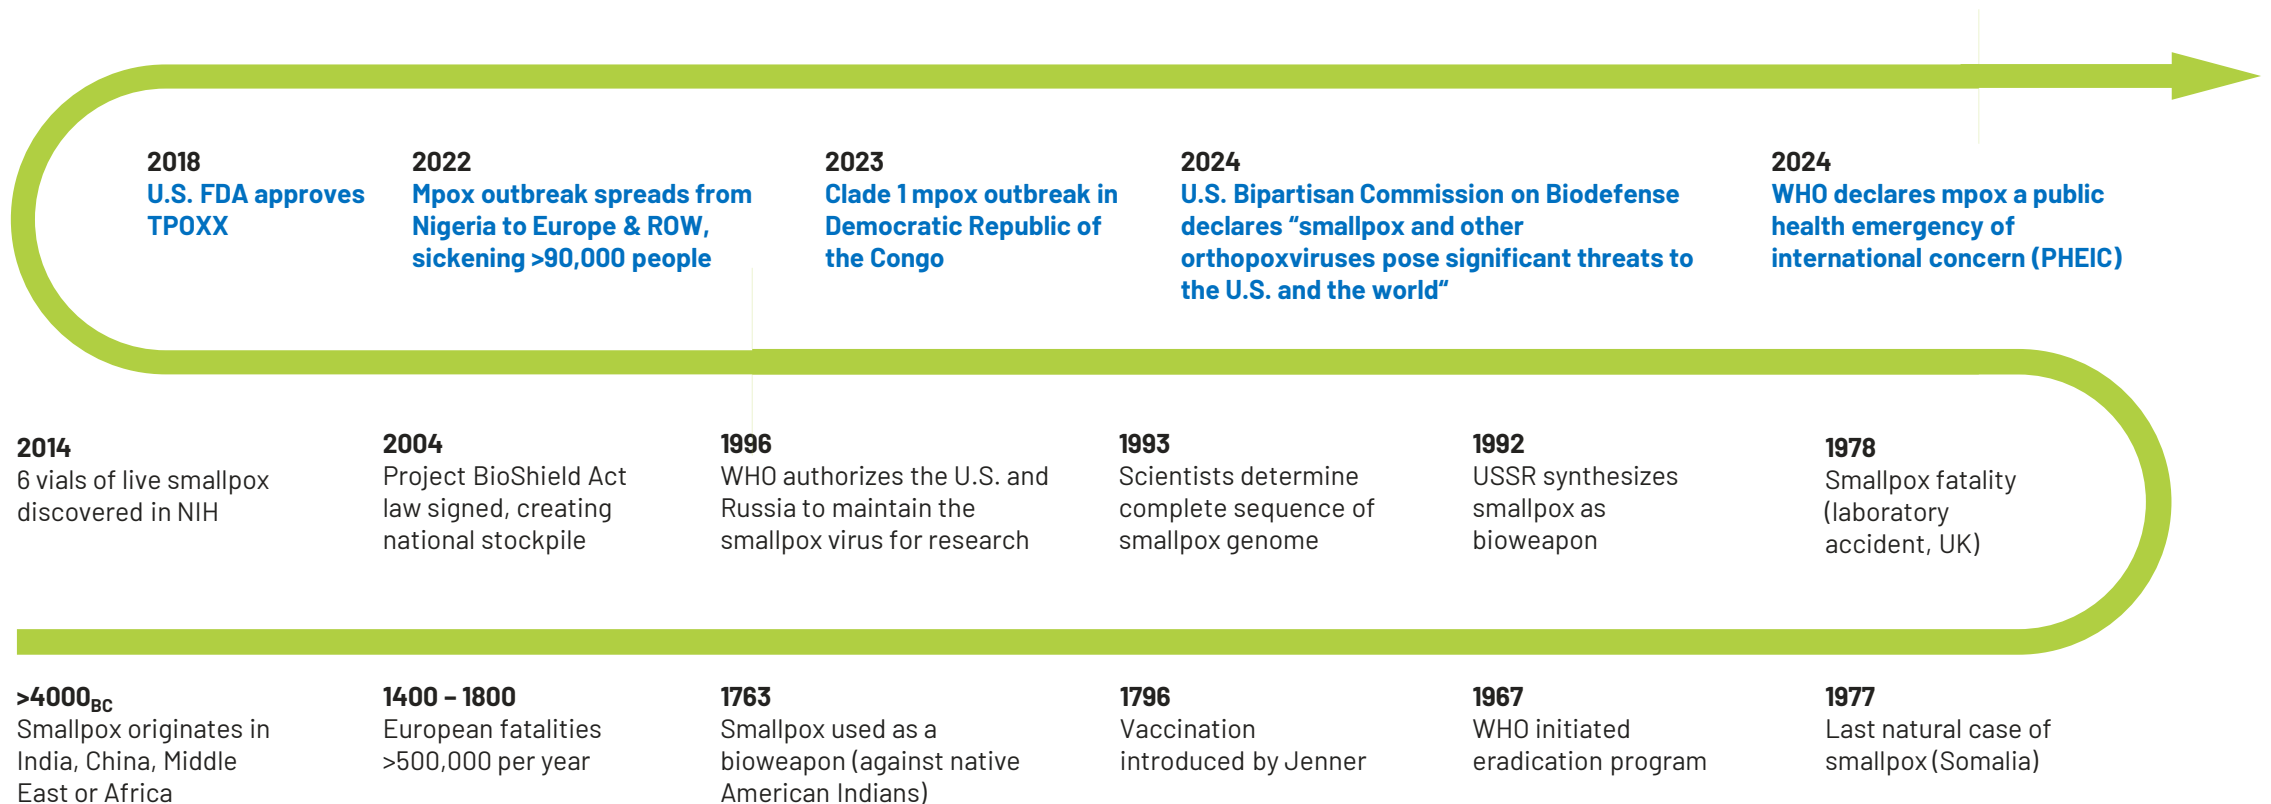 2018
U.S. FDA approves
TPOXX
2022
Mpox outbreak spreads from
Nigeria to Europe & ROW,
sickening >90,000 people
2023
Clade 1 mpox outbreak in
Democratic Republic of
the Congo
2024
U.S. Bipartisan Commission on Biodefense
declares “smallpox and other
orthopoxviruses pose significant threats to
the U.S. and the world“
2024
WHO declares mpox a public
health emergency of
international concern (PHEIC)
2014
6 vials of live smallpox
discovered in NIH
2004
Project BioShield Act
law signed, creating
national stockpile
1996
WHO authorizes the U.S. and
Russia to maintain the
smallpox virus for research
1993
Scientists determine
complete sequence of
smallpox genome
1992
USSR synthesizes
smallpox as
bioweapon
1978
Smallpox fatality
(laboratory
accident, UK)
>4000BC
Smallpox originates in
India, China, Middle
East or Africa
1400 – 1800
European fatalities
>500,000 per year
1763
Smallpox used as a
bioweapon (against native
American Indians)
1796
Vaccination
introduced by Jenner
1967
WHO initiated
eradication program
1977
Last natural case of
smallpox (Somalia)